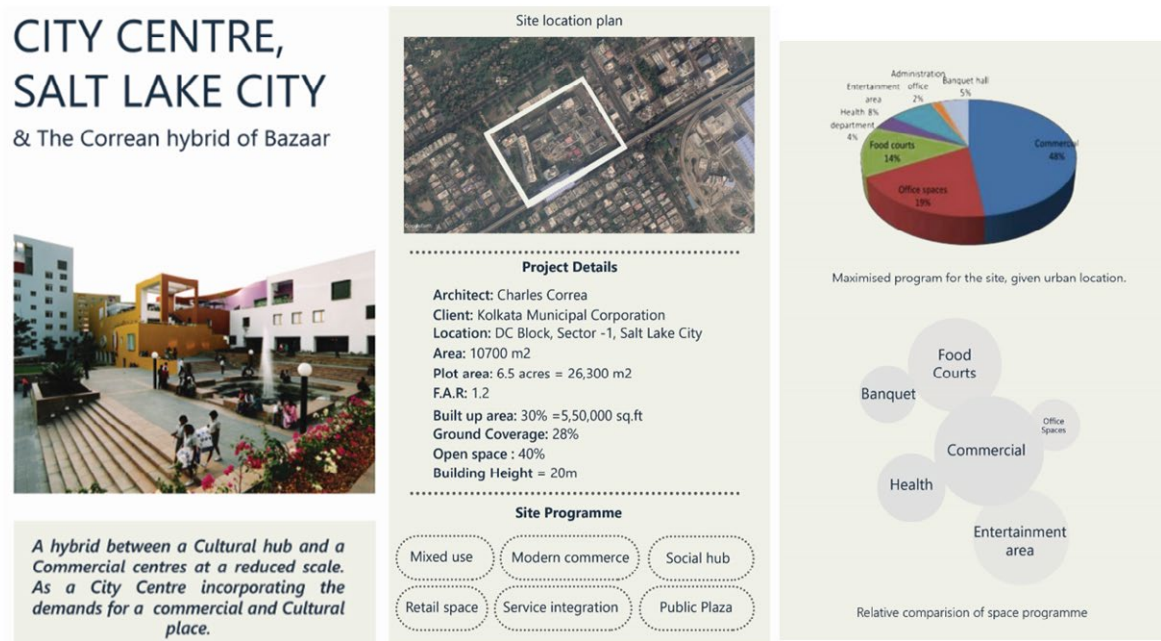 CITY CENTRE,
SALT LAKE CITY
& The Correan hybrid of Bazaar
A hybrid between a Cultural hub and a
Commercial centres at a reduced scale.
As a City Centre incorporating the
demands for a commercial and Cultural
place.
Site location plan
Project Details
Architect: Charles Correa
Client: Kolkata Municipal Corporation
Location: DC Block, Sector -1, Salt Lake City
Area: 10700 m2
Plot area: 6.5 acres = 26,300 m2
F.A.R: 1.2
Built up area: 30% =5,50,000 sq.ft
Ground Coverage: 28%
Open space : 40%
Building Height = 20m
Site Programme
Mixed use
Modern commerce
Social hub
Retail space
Service integration
Public Plaza
Administration
office
2%
Banquet hall
5%
Entertainment
area
8%
Health
department
4%
Food courts
14%
Office spaces
19%
Commercial
48%
Maximised program for the site, given urban location.
Food
Courts
Banquet
Office
Spaces
Commercial
Health
Entertainment
area
Relative comparision of space programme